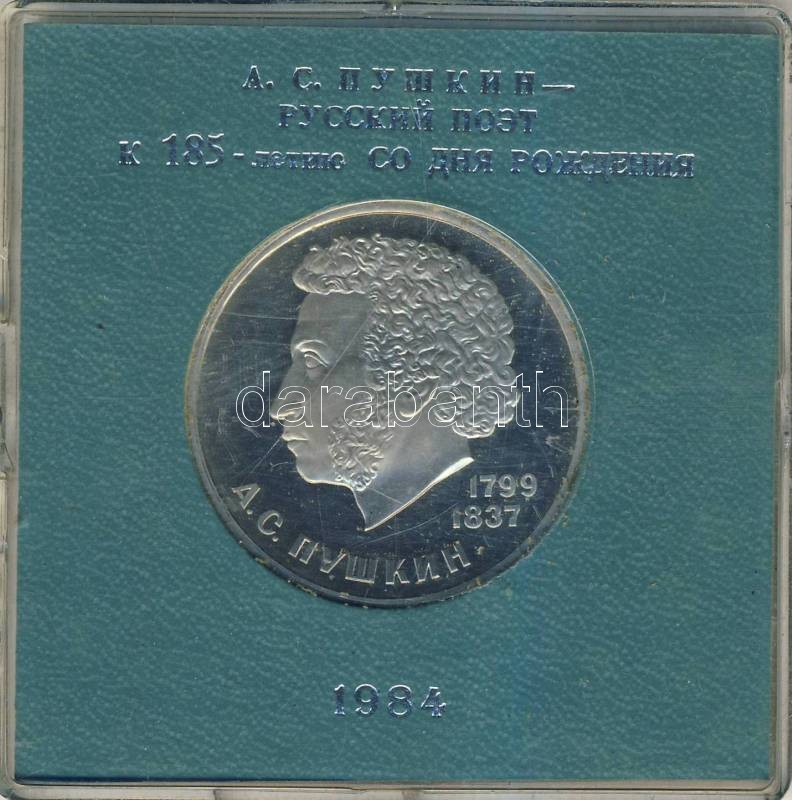 А. С. ПУШКИН —
РУССКИЙ ПОЭТ
К 185 - летию СО ДНЯ РОЖДЕНИЯ
darabanth
1799
1837
А.С. ПУШКИН
1984